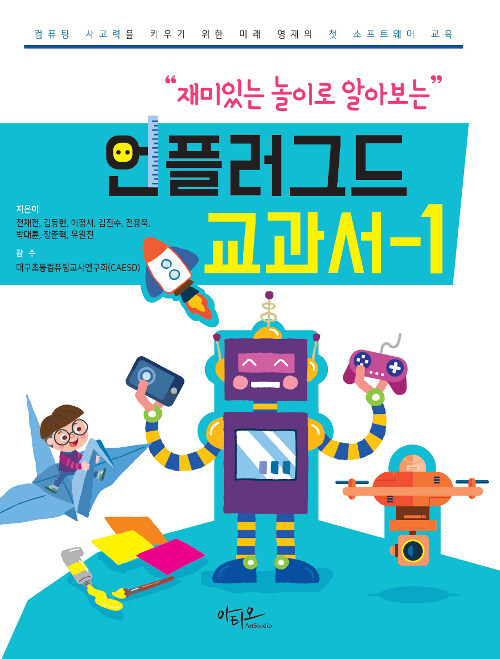 컴퓨팅 사고력을 키우기 위한 미래 영재의 첫 소프트웨어 교육
“재미있는 놀이로 알아보는”
언플러그드
교과서-1
지은이
전재천, 김동현, 이정서, 김진수, 전용욱,
박대륜, 장준혁, 유원진
감 수
대구초등컴퓨팅교사연구회(CAESD)
아티오
ArtStudio